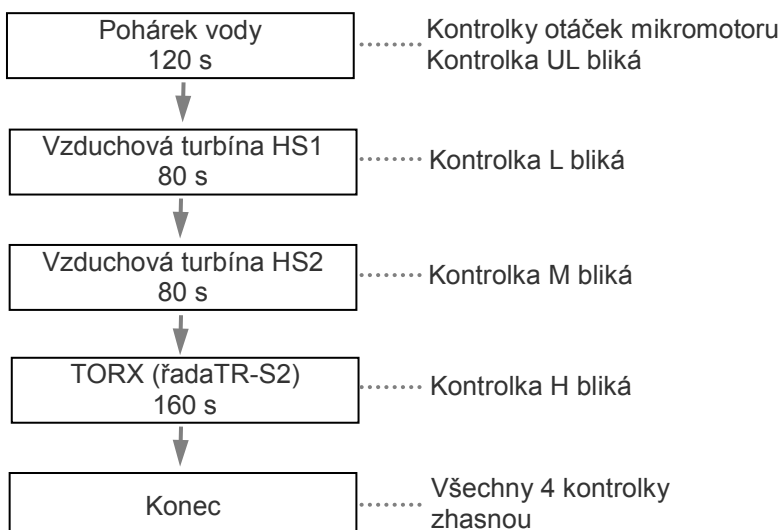 Pohárek vody
120 s
Kontrolky otáček mikromotoru
Kontrolka UL bliká
Vzduchová turbína HS1
80 s
Kontrolka L bliká
Vzduchová turbína HS2
80 s
Kontrolka M bliká
TORX (řadaTR-S2)
160 s
Kontrolka H bliká
Konec
Všechny 4 kontrolky
zhasnou